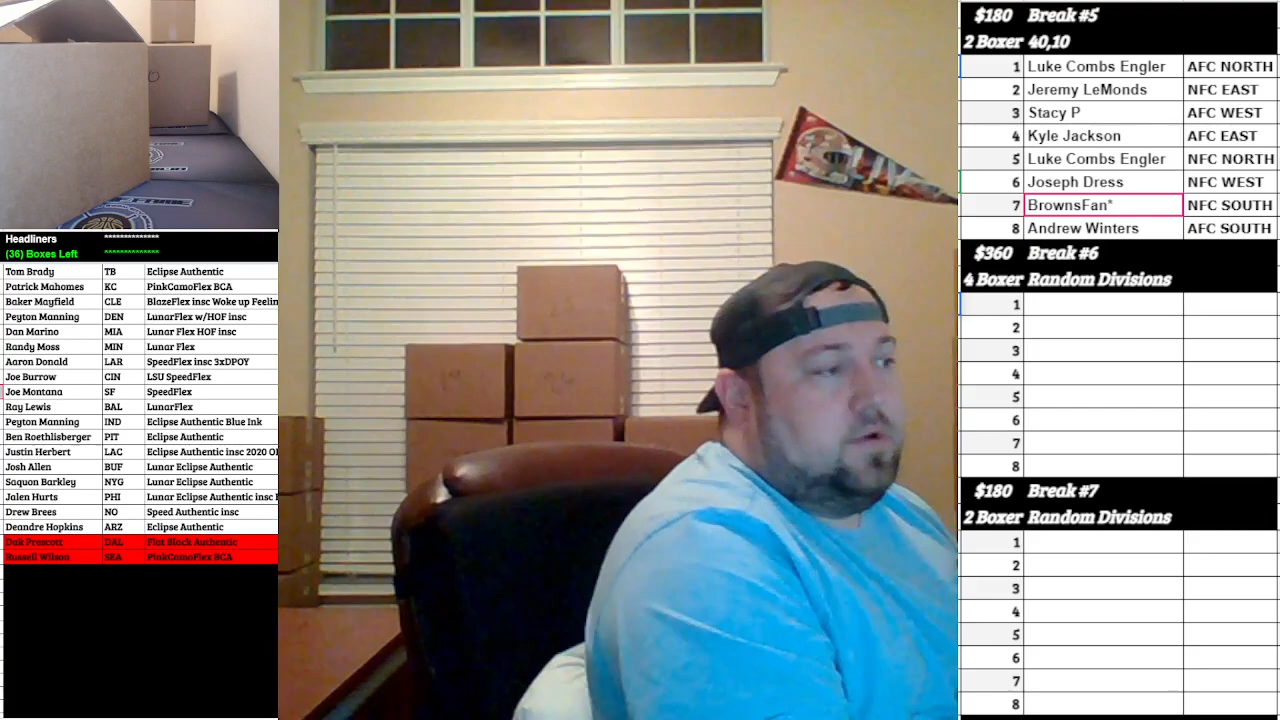 Headliners **************
(36) Boxes Left **************
Tom Brady TB Eclipse Authentic
Patrick Mahomes KC PinkCamoFlex BCA
Baker Mayfield CLE BlazeFlex insc Woke up Feelin
Peyton Manning DEN LunarFlex w/HOF insc
Dan Marino MIA Lunar Flex HOF insc
Randy Moss MIN Lunar Flex
Aaron Donald LAR SpeedFlex insc 3xDPOY
Joe Burrow CIN LSU SpeedFlex
Joe Montana SF SpeedFlex
Ray Lewis BAL LunarFlex
Peyton Manning IND Eclipse Authentic Blue Ink
Ben Roethlisberger PIT Eclipse Authentic
Justin Herbert LAC Eclipse Authentic insc 2020
Josh Allen BUF Lunar Eclipse Authentic
Saquon Barkley NYG Lunar Eclipse Authentic
Jalen Hurts PHI Lunar Eclipse Authentic insc
Drew Brees NO Speed Authentic insc
Deandre Hopkins ARZ Eclipse Authentic
Dak Prescott DAL Flat Black Authentic
Russell Wilson SEA PinkCamoFlex BCA
$180 Break #5
2 Boxer 40,10
1 Luke Combs Engler AFC NORTH
2 Jeremy LeMonds NFC EAST
3 Stacy P AFC WEST
4 Kyle Jackson AFC EAST
5 Luke Combs Engler NFC NORTH
6 Joseph Dress NFC WEST
7 BrownsFan* NFC SOUTH
8 Andrew Winters AFC SOUTH
$360 Break #6
4 Boxer Random Divisions
1
2
3
4
5
6
7
8
$180 Break #7
2 Boxer Random Divisions
1
2
3
4
5
6
7
8